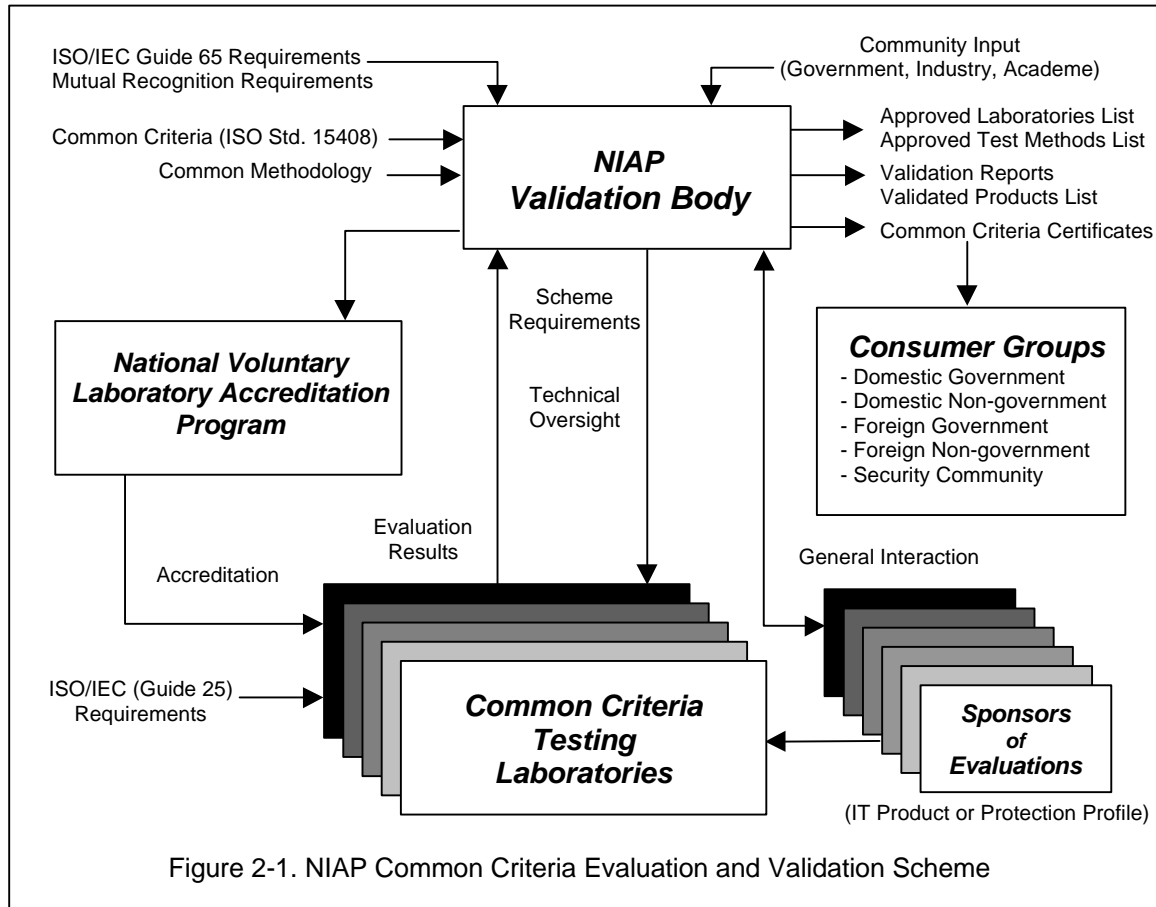 ISO/IEC Guide 65 Requirements
Mutual Recognition Requirements
Community Input
(Government, Industry, Academe)
Common Criteria (ISO Std. 15408)
Common Methodology
NIAP
Validation Body
Approved Laboratories List
Approved Test Methods List
Validation Reports
Validated Products List
Common Criteria Certificates
Scheme
Requirements
National Voluntary
Laboratory Accreditation
Program
Technical
Oversight
Consumer Groups
- Domestic Government
- Domestic Non-government
- Foreign Government
- Foreign Non-government
- Security Community
Evaluation
Results
Accreditation
General Interaction
ISO/IEC (Guide 25)
Requirements
Common Criteria
Testing
Laboratories
Sponsors
of
Evaluations
(IT Product or Protection Profile)
Figure 2-1. NIAP Common Criteria Evaluation and Validation Scheme